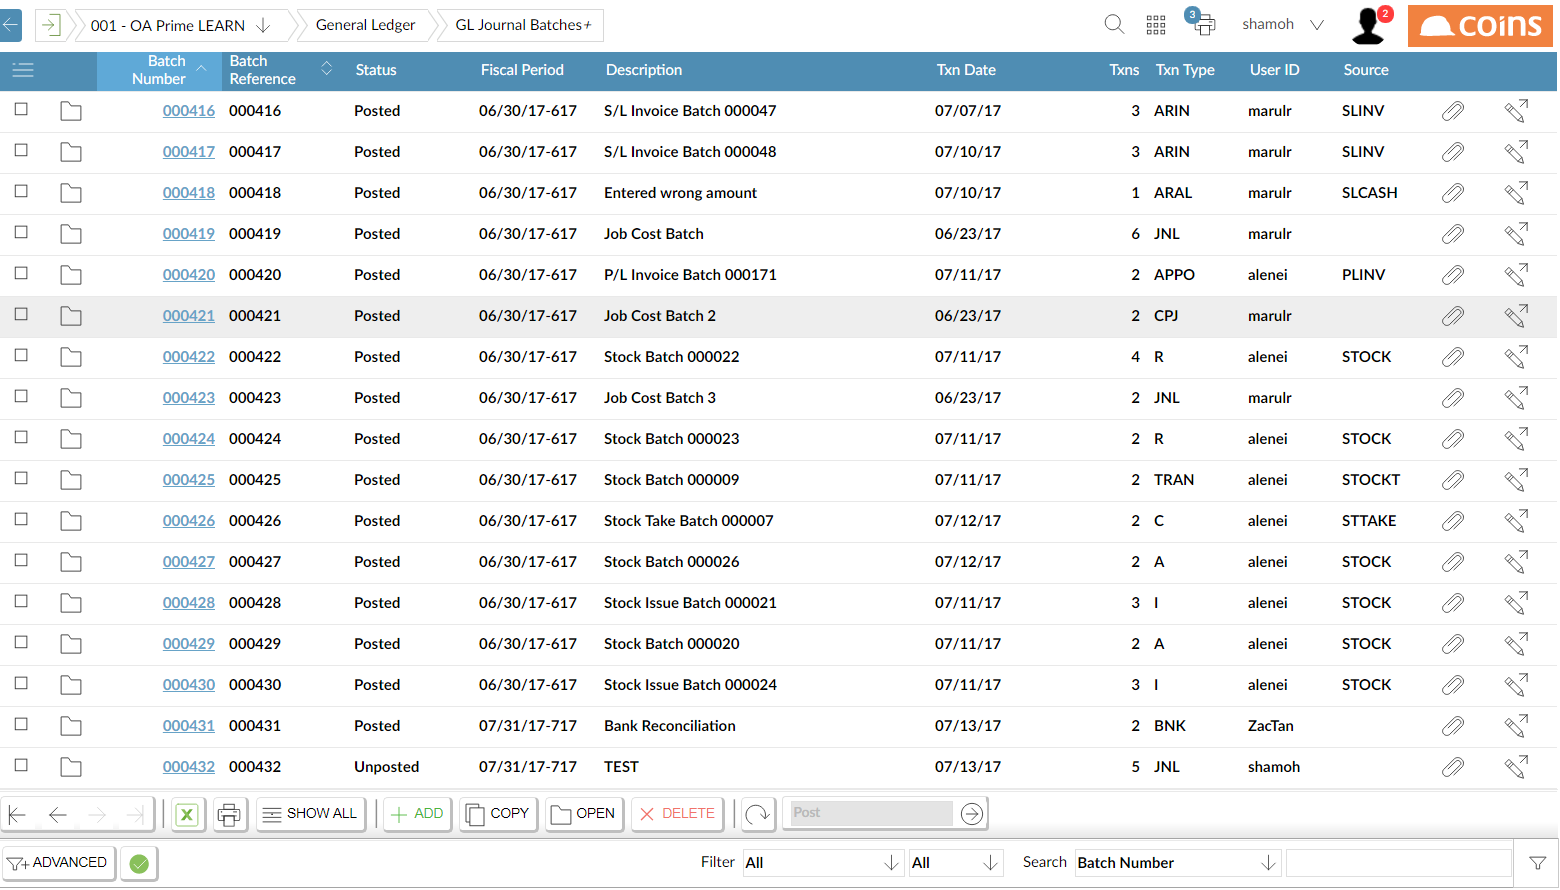 001 - OA Prime LEARN General Ledger GL Journal Batches+ 3 shamoh 2 coins
Batch Number Batch Reference Status Fiscal Period Description Txn Date Txns Txn Type User ID Source
000416 000416 Posted 06/30/17-617 S/L Invoice Batch 000047 07/07/17 3 ARIN marulr SLINV
000417 000417 Posted 06/30/17-617 S/L Invoice Batch 000048 07/10/17 3 ARIN marulr SLINV
000418 000418 Posted 06/30/17-617 Entered wrong amount 07/10/17 1 ARAL marulr SLCASH
000419 000419 Posted 06/30/17-617 Job Cost Batch 06/23/17 6 JNL marulr
000420 000420 Posted 06/30/17-617 P/L Invoice Batch 000171 07/11/17 2 APPO alenei PLINV
000421 000421 Posted 06/30/17-617 Job Cost Batch 2 06/23/17 2 CPJ marulr
000422 000422 Posted 06/30/17-617 Stock Batch 000022 07/11/17 4 R alenei STOCK
000423 000423 Posted 06/30/17-617 Job Cost Batch 3 06/23/17 2 JNL marulr
000424 000424 Posted 06/30/17-617 Stock Batch 000023 07/11/17 2 R alenei STOCK
000425 000425 Posted 06/30/17-617 Stock Batch 000009 07/11/17 2 TRAN alenei STOCKT
000426 000426 Posted 06/30/17-617 Stock Take Batch 000007 07/12/17 2 C alenei STTAKE
000427 000427 Posted 06/30/17-617 Stock Batch 000026 07/12/17 2 A alenei STOCK
000428 000428 Posted 06/30/17-617 Stock Issue Batch 000021 07/11/17 3 I alenei STOCK
000429 000429 Posted 06/30/17-617 Stock Batch 000020 07/11/17 2 A alenei STOCK
000430 000430 Posted 06/30/17-617 Stock Issue Batch 000024 07/11/17 3 I alenei STOCK
000431 000431 Posted 07/31/17-717 Bank Reconciliation 07/13/17 2 BNK ZacTan
000432 000432 Unposted 07/31/17-717 TEST 07/13/17 5 JNL shamoh
X SHOW ALL ADD COPY OPEN DELETE Post
ADVANCED Filter All All Search Batch Number